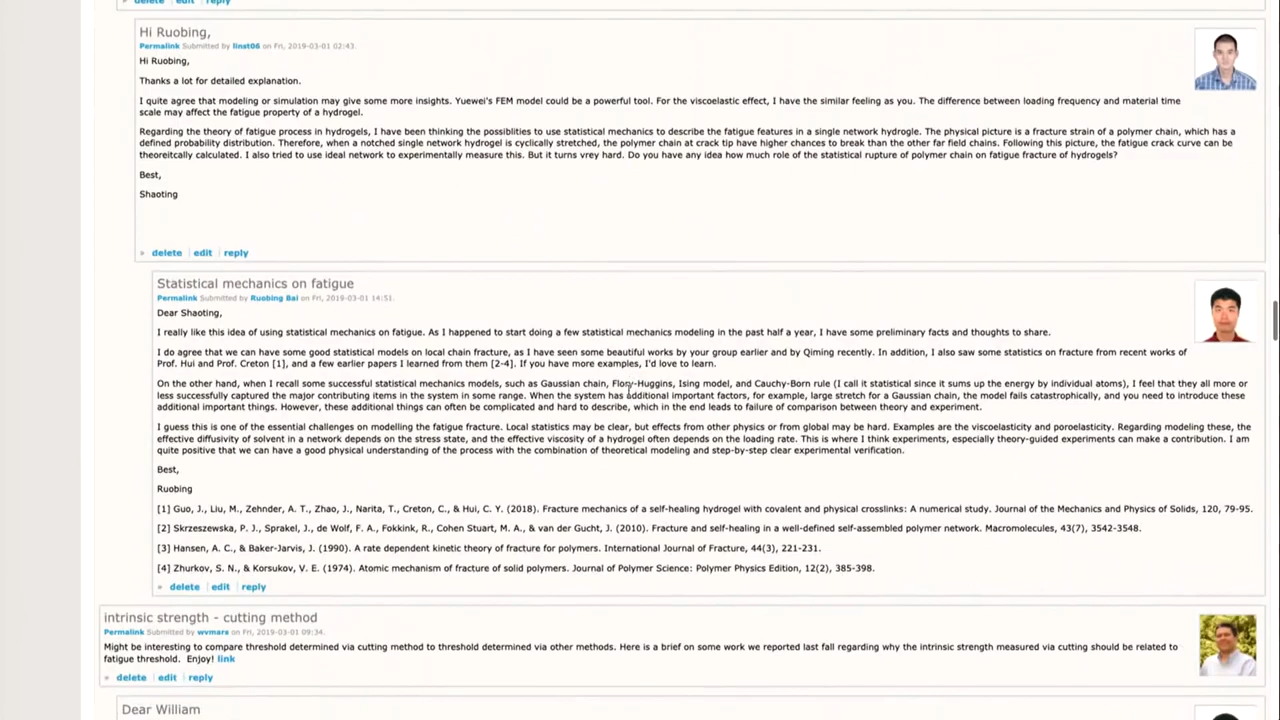 » delete | edit | reply
Hi Ruobing,
Permalink Submitted by linst06 on Fri, 2019-03-01 02:43.
Hi Ruobing,
Thanks a lot for detailed explanation.
I quite agree that modeling or simulation may give some more insights. Yuewei's FEM model could be a powerful tool. For the viscoelastic effect, I have the similar feeling as you. The difference between loading frequency and material time
scale may affect the fatigue property of a hydrogel.
Regarding the theory of fatigue process in hydrogels, I have been thinking the possiblities to use statistical mechanics to describe the fatigue features in a single network hydrogle. The physical picture is a fracture strain of a polymer chain, which has a
defined probability distribution. Therefore, when a notched single network hydrogel is cyclically stretched, the polymer chain at crack tip have higher chances to break than the other far field chains. Following this picture, the fatigue crack curve can be
theoreitcally calculated. I also tried to use ideal network to experimentally measure this. But it turns vrey hard. Do you have any idea how much role of the statistical rupture of polymer chain on fatigue fracture of hydrogels?
Best,
Shaoting
» delete | edit | reply
Statistical mechanics on fatigue
Permalink Submitted by Ruobing Bai on Fri, 2019-03-01 14:51.
Dear Shaoting,
I really like this idea of using statistical mechanics on fatigue. As I happened to start doing a few statistical mechanics modeling in the past half a year, I have some preliminary facts and thoughts to share.
I do agree that we can have some good statistical models on local chain fracture, as I have seen some beautiful works by your group earlier and by Qiming recently. In addition, I also saw some statistics on fracture from recent works of
Prof. Hui and Prof. Creton [1], and a few earlier papers I learned from them [2-4]. If you have more examples, I'd love to learn.
On the other hand, when I recall some successful statistical mechanics models, such as Gaussian chain, Flory-Huggins, Ising model, and Cauchy-Born rule (I call it statistical since it sums up the energy by individual atoms), I feel that they all more or
less successfully captured the major contributing items in the system in some range. When the system has additional important factors, for example, large stretch for a Gaussian chain, the model fails catastrophically, and you need to introduce these
additional important things. However, these additional things can often be complicated and hard to describe, which in the end leads to failure of comparison between theory and experiment.
I guess this is one of the essential challenges on modelling the fatigue fracture. Local statistics may be clear, but effects from other physics or from global may be hard. Examples are the viscoelasticity and poroelasticity. Regarding modeling these, the
effective diffusivity of solvent in a network depends on the stress state, and the effective viscosity of a hydrogel often depends on the loading rate. This is where I think experiments, especially theory-guided experiments can make a contribution. I am
quite positive that we can have a good physical understanding of the process with the combination of theoretical modeling and step-by-step clear experimental verification.
Best,
Ruobing
[1] Guo, J., Liu, M., Zehnder, A. T., Zhao, J., Narita, T., Creton, C., & Hui, C. Y. (2018). Fracture mechanics of a self-healing hydrogel with covalent and physical crosslinks: A numerical study. Journal of the Mechanics and Physics of Solids, 120, 79-95.
[2] Skrzeszewska, P. J., Sprakel, J., de Wolf, F. A., Fokkink, R., Cohen Stuart, M. A., & van der Gucht, J. (2010). Fracture and self-healing in a well-defined self-assembled polymer network. Macromolecules, 43(7), 3542-3548.
[3] Hansen, A. C., & Baker-Jarvis, J. (1990). A rate dependent kinetic theory of fracture for polymers. International Journal of Fracture, 44(3), 221-231.
[4] Zhurkov, S. N., & Korsukov, V. E. (1974). Atomic mechanism of fracture of solid polymers. Journal of Polymer Science: Polymer Physics Edition, 12(2), 385-398.
» delete | edit | reply
intrinsic strength - cutting method
Permalink Submitted by wvmars on Fri, 2019-03-01 09:34.
Might be interesting to compare threshold determined via cutting method to threshold determined via other methods. Here is a brief on some work we reported last fall regarding why the intrinsic strength measured via cutting should be related to
fatigue threshold. Enjoy! link
» delete | edit | reply
Dear William